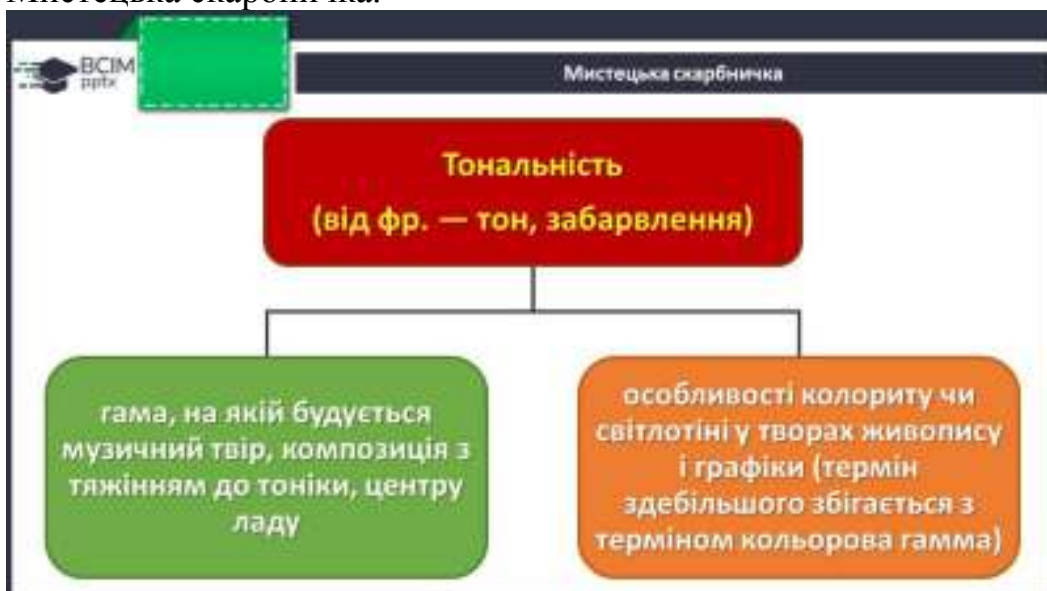 Мистецька скарбничка.
ВСІМ
pptx
Мистецька скарбничка
Тональність
(від фр. — тон, забарвлення)
гама, на якій будується
музичний твір, композиція з
тяжінням до тоніки, центру
ладу
особливості колориту чи
світлотіні у творах живопису
і графіки (термін
здебільшого збігається з
терміном кольорова гамма)